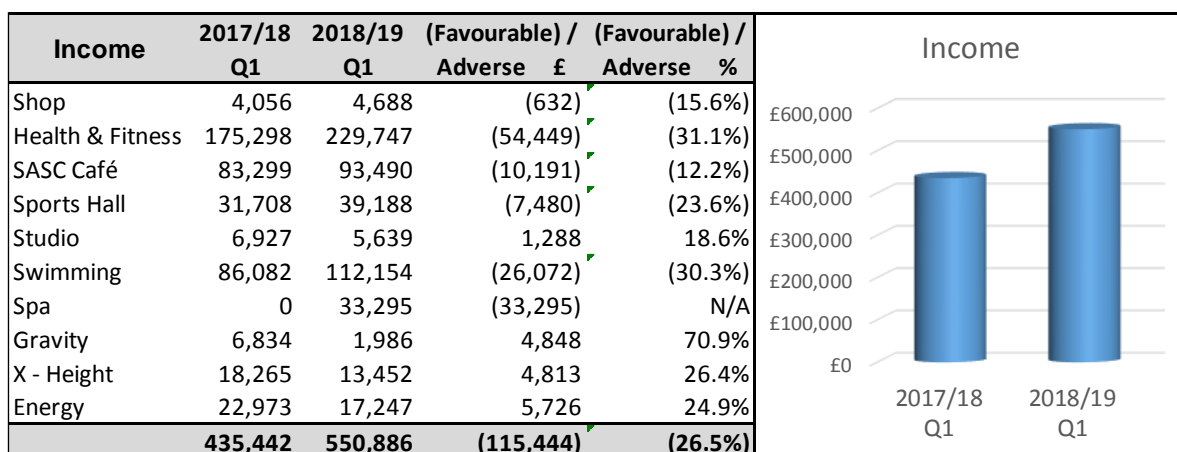 Income 2017/18 2018/19 (Favourable) / (Favourable) /
Q1 Q1 Adverse £ Adverse %
Shop 4,056 4,688 (632) (15.6%)
Health & Fitness 175,298 229,747 (54,449) (31.1%)
SASC Café 83,299 93,490 (10,191) (12.2%)
Sports Hall 31,708 39,188 (7,480) (23.6%)
Studio 6,927 5,639 1,288 18.6%
Swimming 86,082 112,154 (26,072) (30.3%)
Spa 0 33,295 (33,295) N/A
Gravity 6,834 1,986 4,848 70.9%
X - Height 18,265 13,452 4,813 26.4%
Energy 22,973 17,247 5,726 24.9%
435,442 550,886 (115,444) (26.5%)
Income
£600,000
£500,000
£400,000
£300,000
£200,000
£100,000
£0
2017/18 2018/19
Q1 Q1